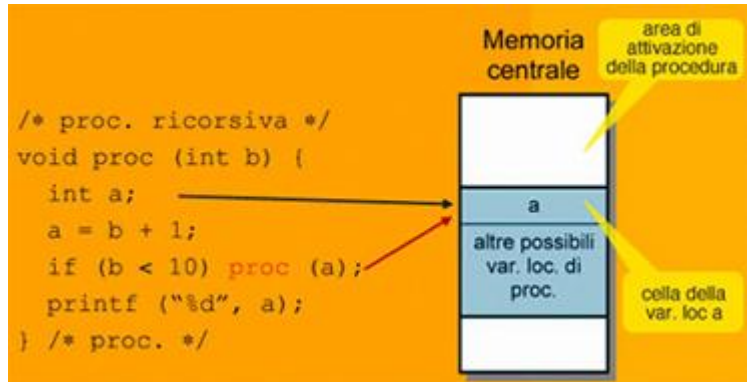 /* proc. ricorsiva */
void proc (int b) {
int a;
a = b + 1;
if (b < 10) proc (a);
printf (“%d”, a);
} /* proc. */
Memoria
centrale
area di
attivazione
della procedura
a
altre possibili
var. loc. di
proc.
cella della
var. loc a